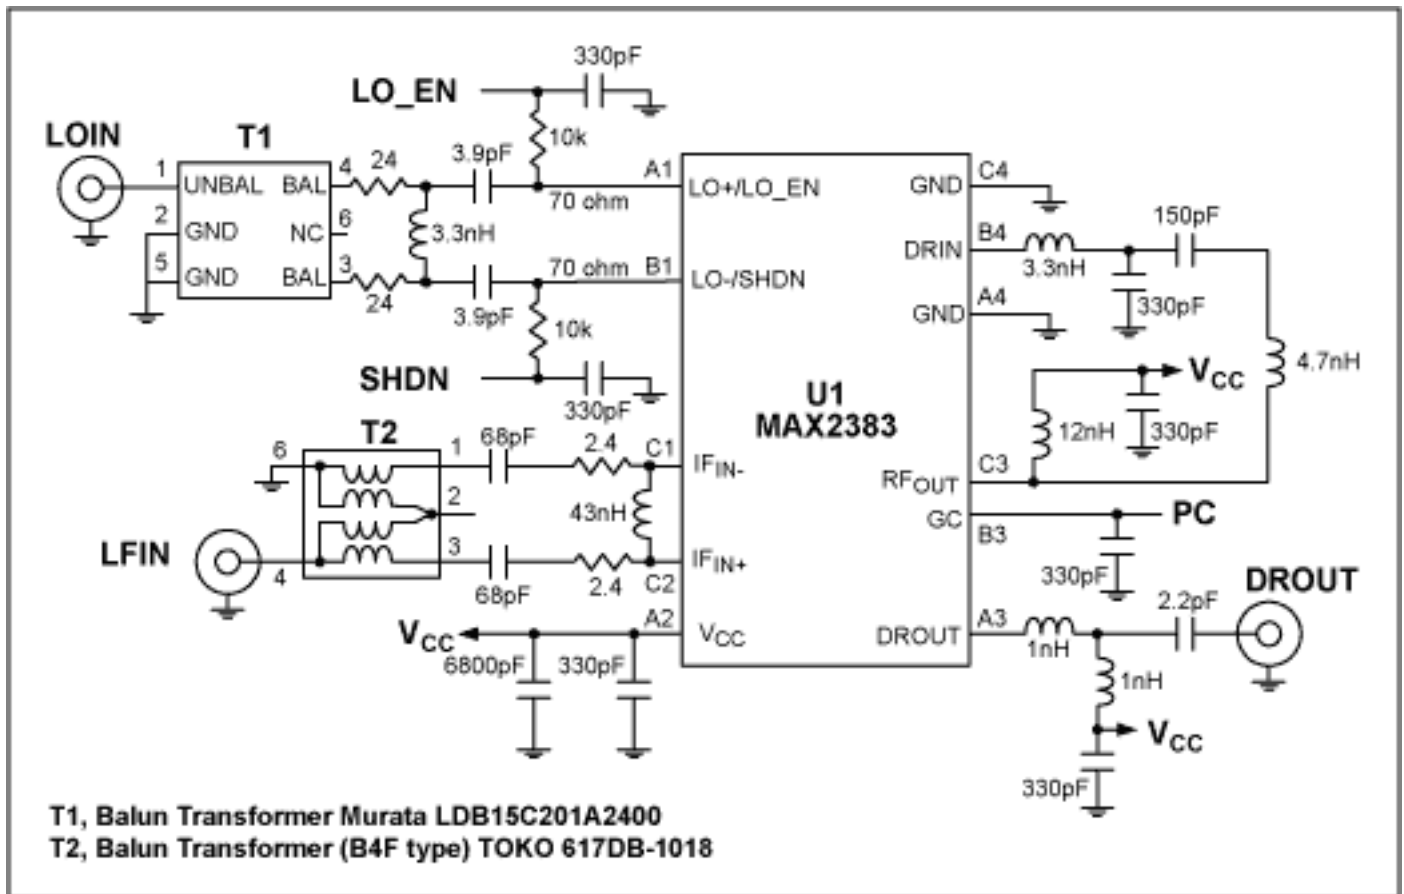 330pF
LO_EN
LOIN
T1
10k
3.9pF
1
4
24
A1
C4
UNBAL
BAL
LO+/LO_EN
GND
70 ohm
150pF
2
6
GND
NC
3.3nH
B4
DRIN
3.3nH
5
3
70 ohm
B1
GND
BAL
LO-/SHDN
A4
330pF
24
3.9pF
GND
10k
4.7nH
SHDN
VCC
330pF
U1
MAX2383
T2
68pF
12nH
330pF
6
1
2.4
C1
C3
IFIN-
RFOUT
2
43nH
GC
PC
B3
LFIN
3
IFIN+
4
2.4
C2
330pF
DROUT
68pF
2.2pF
A2
A3
VCC
VCC
DROUT
1nH
6800pF
330pF
1nH
VCC
330pF
T1, Balun Transformer Murata LDB15C201A2400
T2, Balun Transformer (B4F type) TOKO 617DB-1018